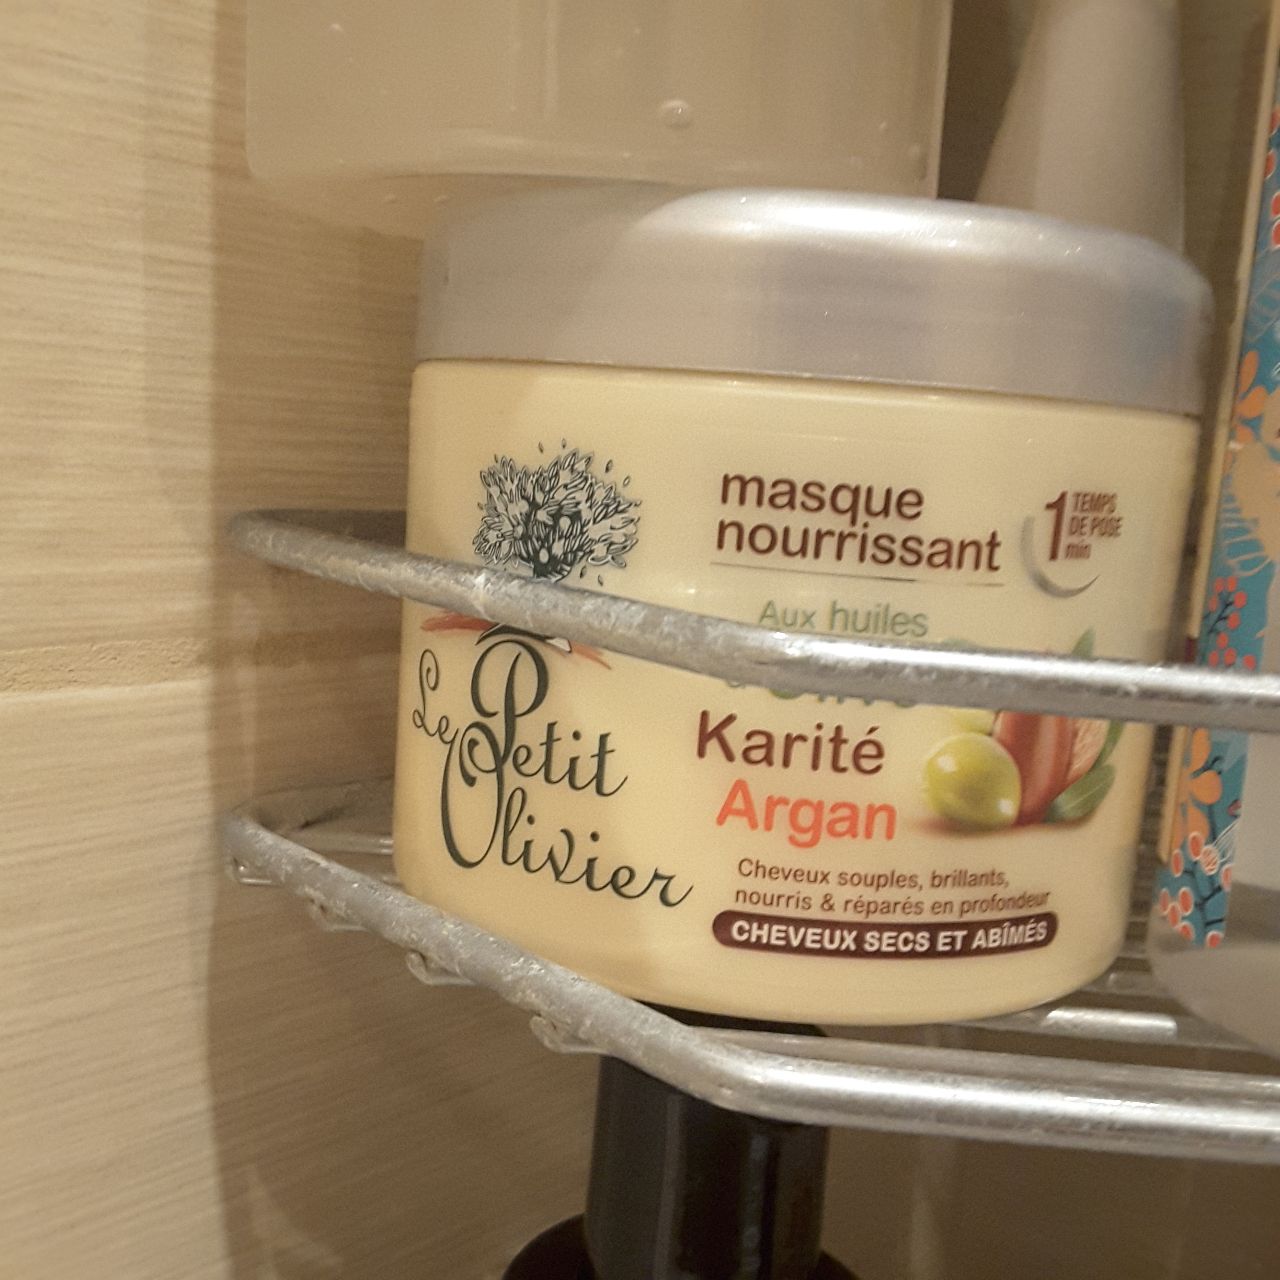 Le
Petit
Olivier
masque
nourrissant
1
TEMPS
DE POSE
min
Aux huiles
Karité
Argan
Cheveux souples, brillants,
nourris & réparés en profondeur
CHEVEUX SECS ET ABÎMÉS